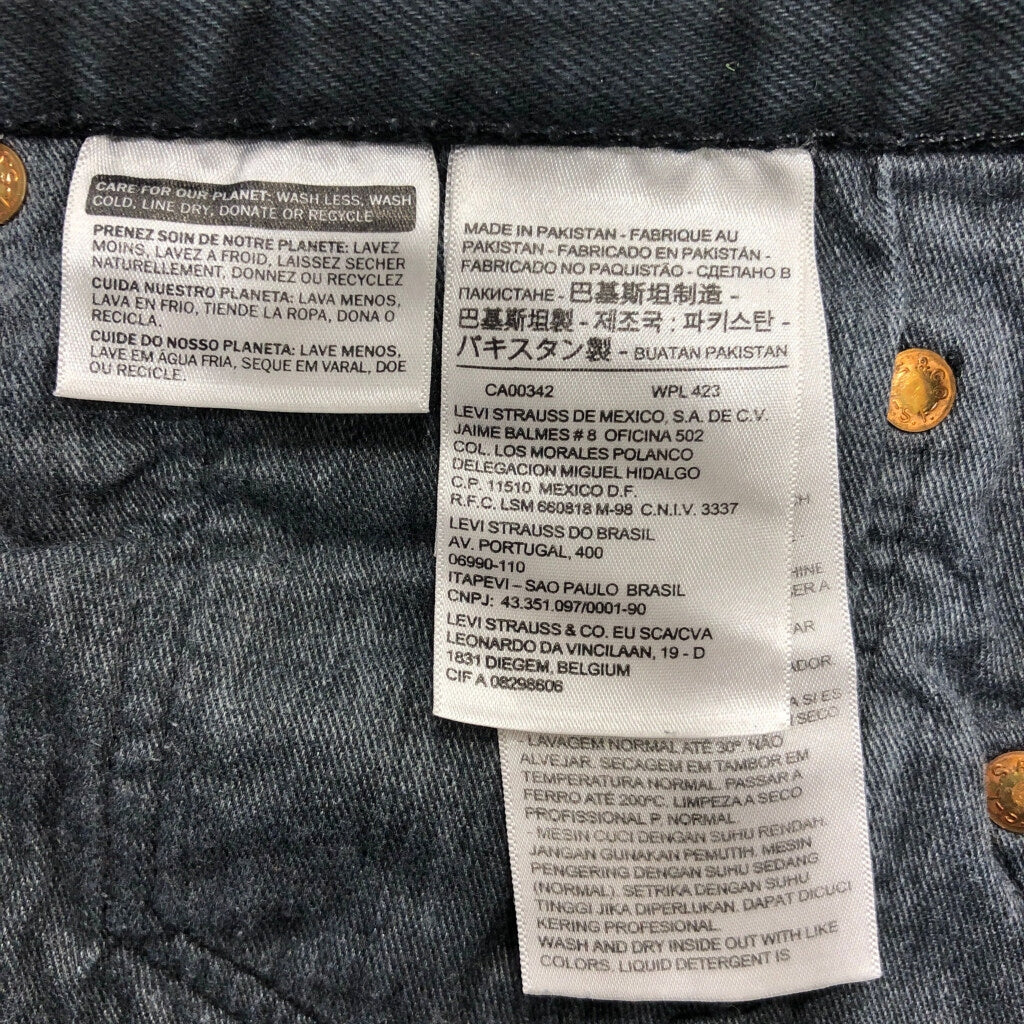 CARE FOR OUR PLANET: WASH LESS, WASH
COLD, LINE DRY, DONATE OR RECYCLE
PRENEZ SOIN DE NOTRE PLANETE: LAVEZ
MOINS, LAVEZ A FROID, LAISSEZ SECHER
NATURELLEMENT, DONNEZ OU RECYCLEZ
CUIDA NUESTRO PLANETA: LAVA MENOS,
LAVA EN FRIO, TIENDE LA ROPA, DONA O
RECICLA.
CUIDE DO NOSSO PLANETA: LAVE MENOS,
LAVE EM ÁGUA FRIA, SEQUE EM VARAL, DOE
OU RECICLE.
MADE IN PAKISTAN - FABRIQUE AU
PAKISTAN - FABRICADO EN PAKISTÁN -
FABRICADO NO PAQUISTÃO - СДЕЛАНО В
ПАКИСТАНЕ - 巴基斯坦制造 -
巴基斯坦製 - 제조국 : 파키스탄 -
パキスタン製 - BUATAN PAKISTAN
CA00342 WPL 423
LEVI STRAUSS DE MEXICO, S.A. DE C.V.
JAIME BALMES # 8 OFICINA 502
COL. LOS MORALES POLANCO
DELEGACION MIGUEL HIDALGO
C.P. 11510 MEXICO D.F.
R.F.C. LSM 660818 M-98 C.N.I.V. 3337
LEVI STRAUSS DO BRASIL
AV. PORTUGAL, 400
06990-110
ITAPEVI – SAO PAULO BRASIL
CNPJ: 43.351.097/0001-90
LEVI STRAUSS & CO. EU SCA/CVA
LEONARDO DA VINCILAAN, 19 - D
1831 DIEGEM, BELGIUM
CIF A 08298606
SI ES
SECO
LAVAGEM NORMAL ATÉ 30º. NÃO
ALVEJAR. SECAGEM EM TAMBOR EM
TEMPERATURA NORMAL. PASSAR A
FERRO ATÉ 200ºC. LIMPEZA A SECO
PROFISSIONAL P. NORMAL
MESIN CUCI DENGAN SUHU RENDAH.
JANGAN GUNAKAN PEMUTIH. MESIN
PENGERING DENGAN SUHU SEDANG
(NORMAL). SETRIKA DENGAN SUHU
TINGGI JIKA DIPERLUKAN. DAPAT DICUCI
KERING PROFESIONAL.
WASH AND DRY INSIDE OUT WITH LIKE
COLORS. LIQUID DETERGENT IS